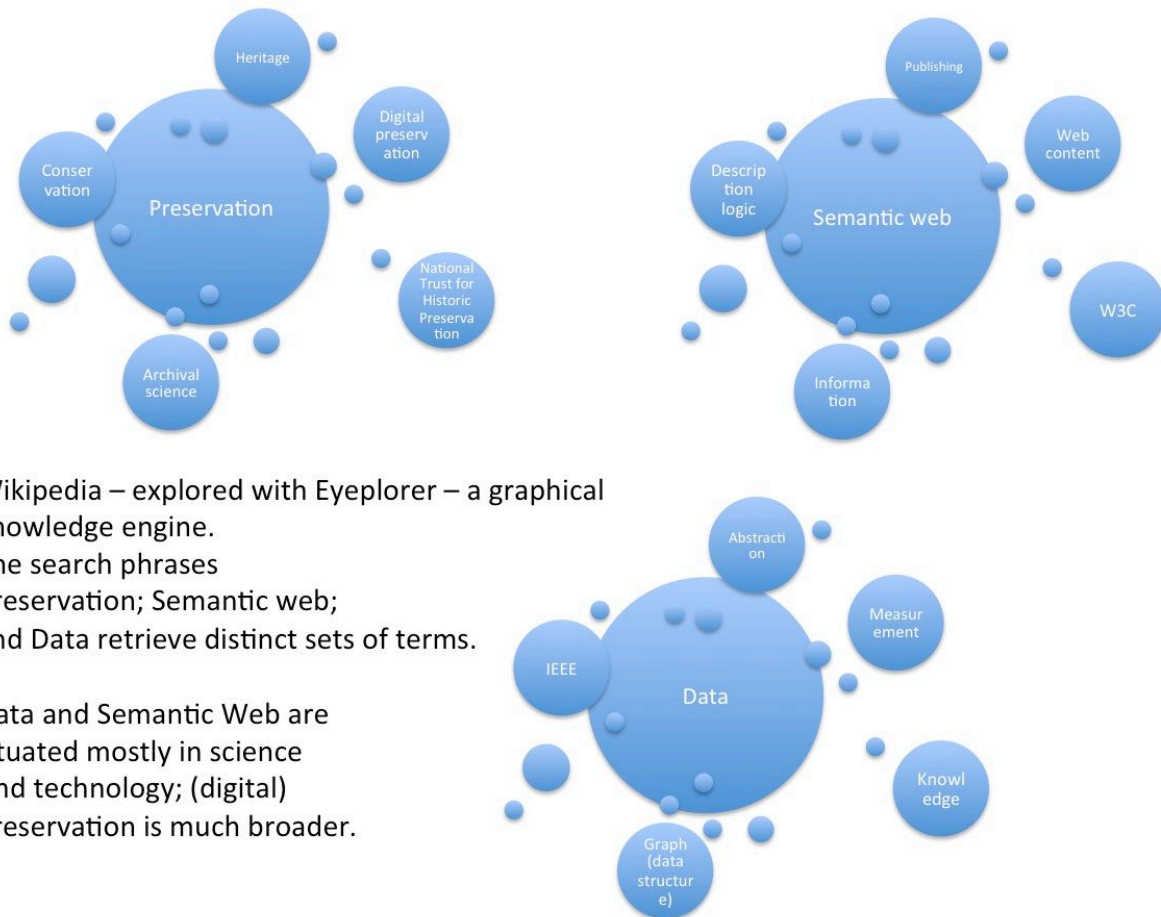 Heritage
Digital
preserv
ation
Conser
vation
Preservation
National
Trust for
Historic
Preserva
tion
Archival
science
Publishing
Web
content
Descrip
tion
logic
Semantic web
W3C
Informa
tion
Wikipedia – explored with Eyeplorer – a graphical
nowledge engine.
he search phrases
reservation; Semantic web;
nd Data retrieve distinct sets of terms.
ata and Semantic Web are
tuated mostly in science
nd technology; (digital)
reservation is much broader.
Abstracti
on
Measur
ement
IEEE
Data
Knowl
edge
Graph
(data
structur
e)